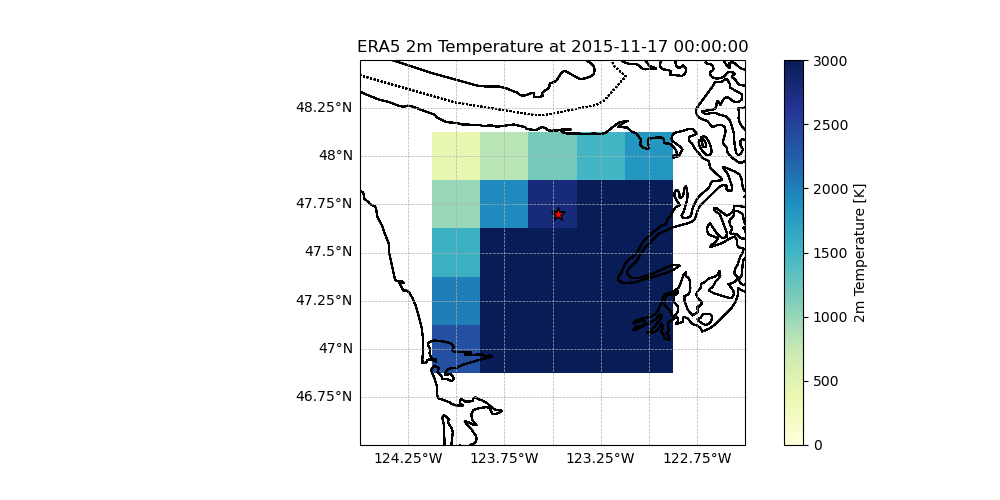 ERA5 2m Temperature at 2015-11-17 00:00:00
48.25°N
48°N
47.75°N
47.5°N
47.25°N
47°N
46.75°N
124.25°W 123.75°W 123.25°W 122.75°W
3000
2500
2000
1500
1000
500
0
2m Temperature [K]